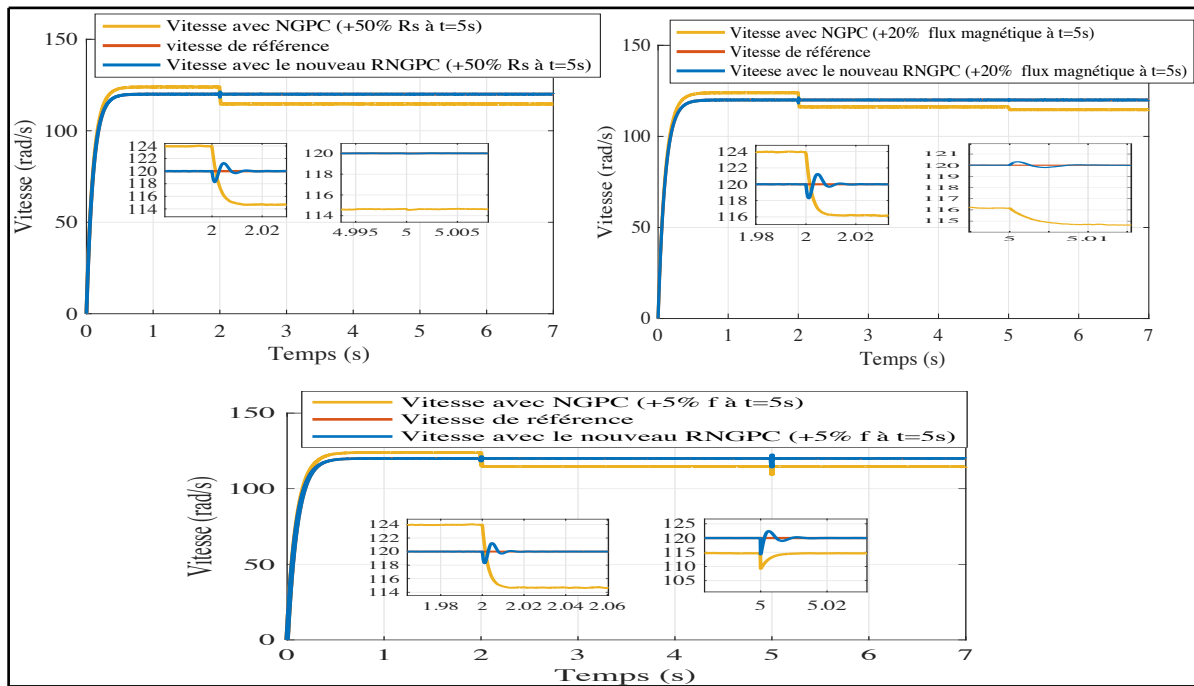 Vitesse avec NGPC (+50% Rs à t=5s)
vitesse de référence
Vitesse avec le nouveau RNGPC (+50% Rs à t=5s)
150
100
50
0
Vitesse (rad/s)
124
122
120
118
116
114
2 2.02
120
118
116
114
4.995 5 5.005
0 1 2 3 4 5 6 7
Temps (s)
Vitesse avec NGPC (+20% flux magnétique à t=5s)
Vitesse de référence
Viteese avec le nouveau RNGPC (+20% flux magnétique à t=5s)
150
100
50
0
Vitesse (rad/s)
124
122
120
118
116
1.98 2 2.02
121
120
119
118
117
116
115
5 5.01
0 1 2 3 4 5 6 7
Temps (s)
Vitesse avec NGPC (+5% f à t=5s)
Vitesse de référence
Vitesse avec le nouveau RNGPC (+5% f à t=5s)
150
100
50
0
Vitesse (rad/s)
124
122
120
118
116
114
1.98 2 2.02 2.04 2.06
125
120
115
110
105
5 5.02
0 1 2 3 4 5 6 7
Temps (s)